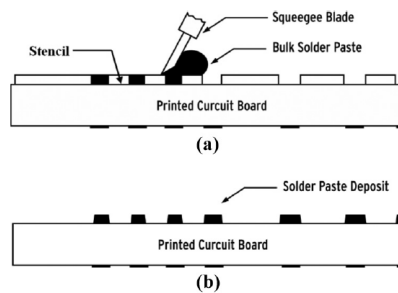 Squeegee Blade
Stencil
Bulk Solder Paste
Printed Curcuit Board
(a)
Solder Paste Deposit
Printed Curcuit Board
(b)